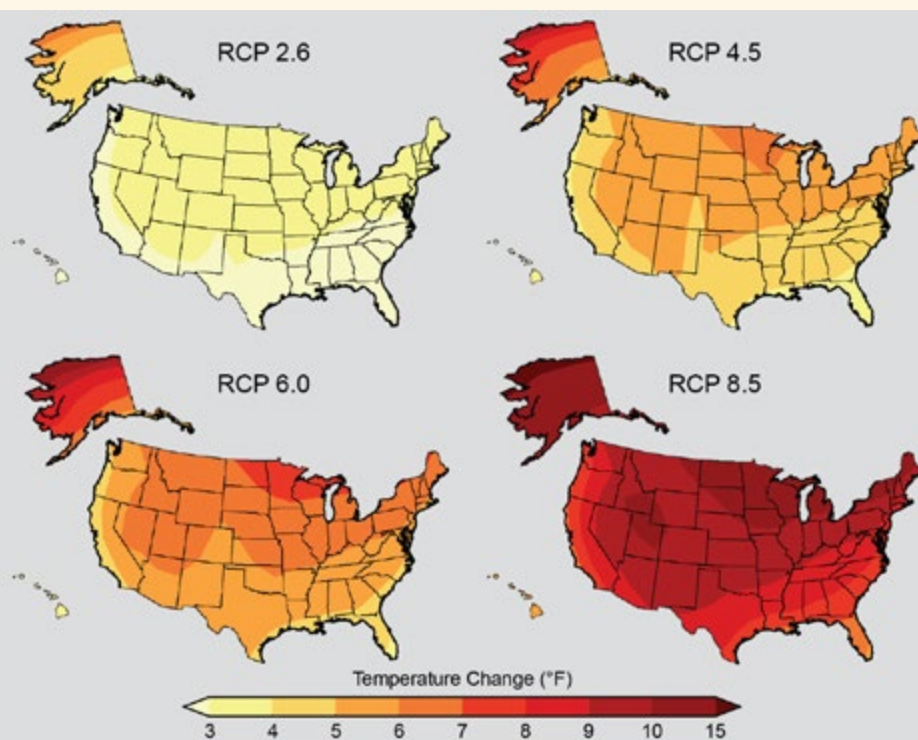 RCP 2.6
RCP 4.5
RCP 6.0
RCP 8.5
Temperature Change (°F)
3 4 5 6 7 8 9 10 15